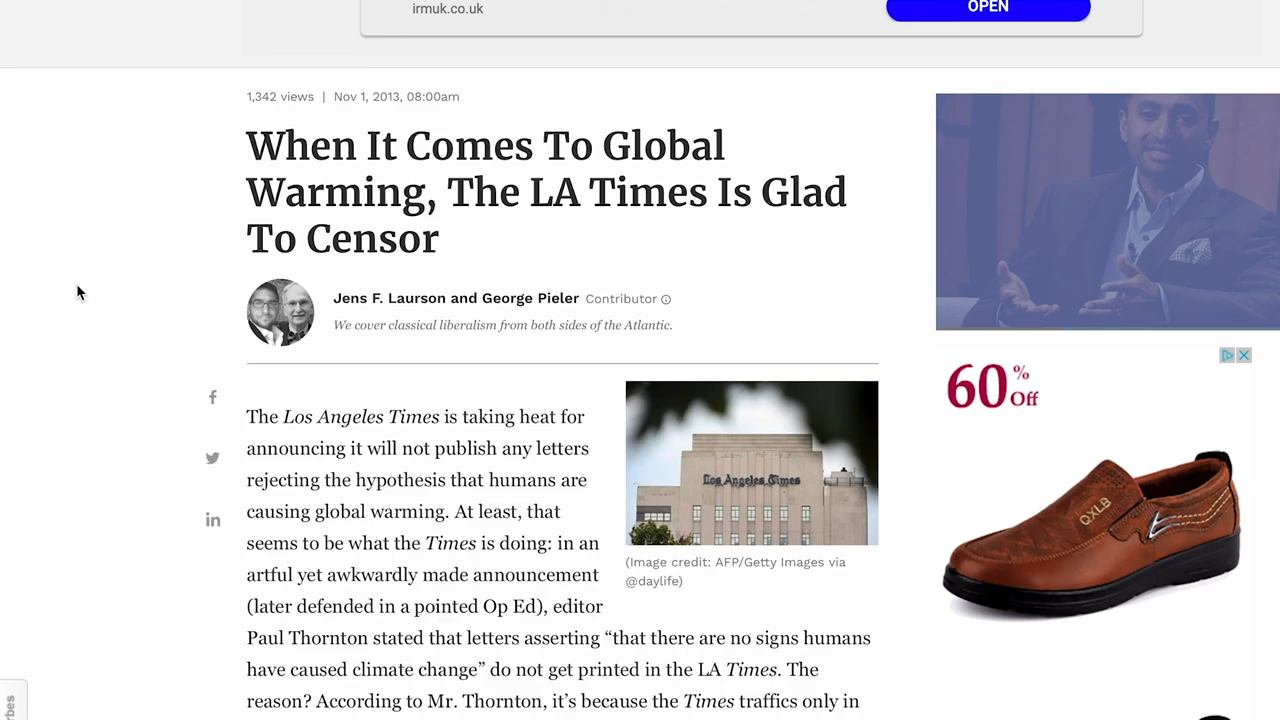 irmuk.co.uk
OPEN
1,342 views | Nov 1, 2013, 08:00am
When It Comes To Global
Warming, The LA Times Is Glad
To Censor
Jens F. Laurson and George Pieler Contributor
We cover classical liberalism from both sides of the Atlantic.
The Los Angeles Times is taking heat for
announcing it will not publish any letters
rejecting the hypothesis that humans are
causing global warming. At least, that
seems to be what the Times is doing: in an
artful yet awkwardly made announcement
(later defended in a pointed Op Ed), editor
Paul Thornton stated that letters asserting “that there are no signs humans
have caused climate change” do not get printed in the LA Times. The
reason? According to Mr. Thornton, it’s because the Times traffics only in
Los Angeles Times
(Image credit: AFP/Getty Images via
@daylife)
60%
Off
QXLB
f
in
rbes